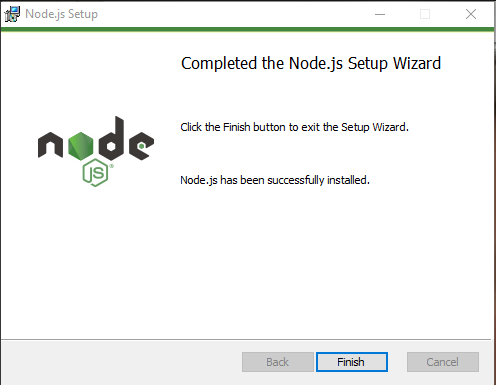 Node.js Setup
Completed the Node.js Setup Wizard
Click the Finish button to exit the Setup Wizard.
node
JS
Node.js has been successfully installed.
Back
Finish
Cancel